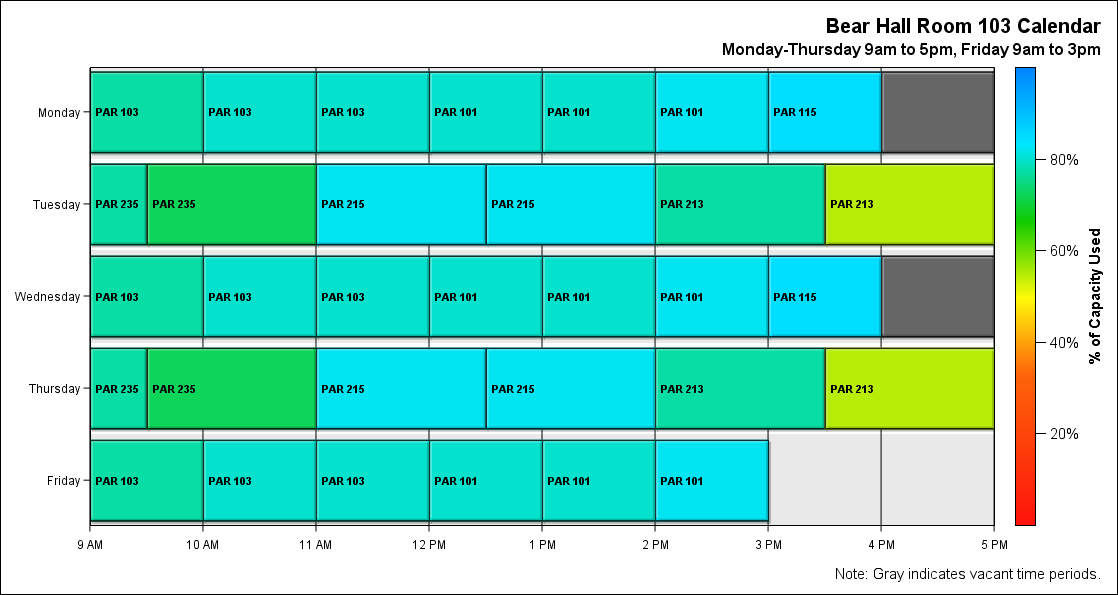 Bear Hall Room 103 Calendar
Monday-Thursday 9am to 5pm, Friday 9am to 3pm
Monday PAR 103 PAR 103 PAR 103 PAR 101 PAR 101 PAR 101 PAR 115
Tuesday PAR 235 PAR 235 PAR 215 PAR 215 PAR 213 PAR 213
Wednesday PAR 103 PAR 103 PAR 103 PAR 101 PAR 101 PAR 101 PAR 115
Thursday PAR 235 PAR 235 PAR 215 PAR 215 PAR 213 PAR 213
Friday PAR 103 PAR 103 PAR 103 PAR 101 PAR 101 PAR 101
9 AM 10 AM 11 AM 12 PM 1 PM 2 PM 3 PM 4 PM 5 PM
80%
60%
40%
20%
% of Capacity Used
Note: Gray indicates vacant time periods.